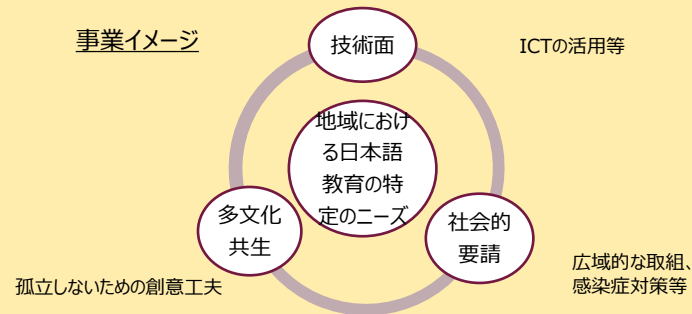 事業イメージ
技術面
ICTの活用等
地域におけ
る日本語
教育の特
定のニーズ
多文化
共生
社会的
要請
孤立しないための創意工夫
広域的な取組、
感染症対策等